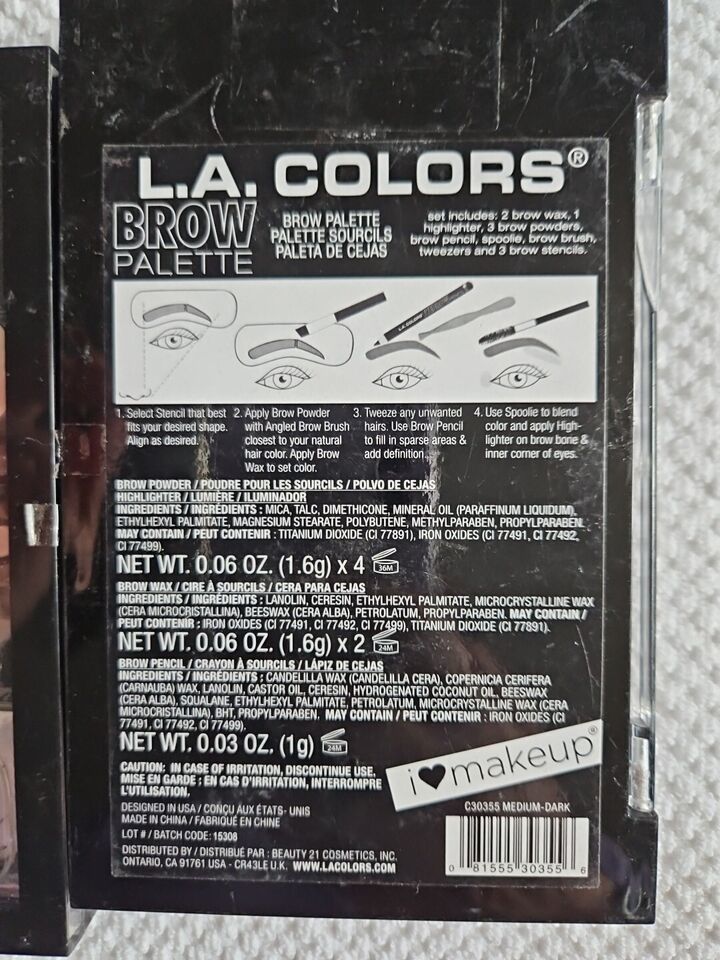 L.A. COLORS®
BROW
PALETTE
BROW PALETTE
PALETTE SOURCILS
PALETA DE CEJAS
set includes: 2 brow wax, 1
highlighter, 3 brow powders,
brow pencil, spoolie, brow brush,
tweezers and 3 brow stencils.
L.A. COLORS
1. Select Stencil that best
fits your desired shape.
Align as desired.
2. Apply Brow Powder
with Angled Brow Brush
closest to your natural
hair color. Apply Brow
Wax to set color.
3. Tweeze any unwanted
hairs. Use Brow Pencil
to fill in sparse areas &
add definition.
4. Use Spoolie to blend
color and apply High-
lighter on brow bone &
inner corner of eyes.
BROW POWDER / POUDRE POUR LES SOURCILS / POLVO DE CEJAS
HIGHLIGHTER / LUMIÈRE / ILUMINADOR
INGREDIENTS / INGRÉDIENTS : MICA, TALC, DIMETHICONE, MINERAL OIL (PARAFFINUM LIQUIDUM),
ETHYLHEXYL PALMITATE, MAGNESIUM STEARATE, POLYBUTENE, METHYLPARABEN, PROPYLPARABEN.
MAY CONTAIN / PEUT CONTENIR : TITANIUM DIOXIDE (CI 77891), IRON OXIDES (CI 77491, CI 77492,
CI 77499).
NET WT. 0.06 OZ. (1.6g) x 4 36M
BROW WAX / CIRE À SOURCILS / CERA PARA CEJAS
INGREDIENTS / INGRÉDIENTS : LANOLIN, CERESIN, ETHYLHEXYL PALMITATE, MICROCRYSTALLINE WAX
(CERA MICROCRISTALLINA), BEESWAX (CERA ALBA), PETROLATUM, PROPYLPARABEN. MAY CONTAIN /
PEUT CONTENIR : IRON OXIDES (CI 77491, CI 77492, CI 77499), TITANIUM DIOXIDE (CI 77891).
NET WT. 0.06 OZ. (1.6g) x 2 24M
BROW PENCIL / CRAYON À SOURCILS / LÁPIZ DE CEJAS
INGREDIENTS / INGRÉDIENTS : CANDELILLA WAX (CANDELILLA CERA), COPERNICIA CERIFERA
(CARNAUBA) WAX, LANOLIN, CASTOR OIL, CERESIN, HYDROGENATED COCONUT OIL, BEESWAX
(CERA ALBA), SQUALANE, ETHYLHEXYL PALMITATE, PETROLATUM, MICROCRYSTALLINE WAX (CERA
MICROCRISTALLINA), BHT, PROPYLPARABEN. MAY CONTAIN / PEUT CONTENIR : IRON OXIDES (CI
77491, CI 77492, CI 77499).
NET WT. 0.03 OZ. (1g) 24M
CAUTION: IN CASE OF IRRITATION, DISCONTINUE USE.
MISE EN GARDE : EN CAS D'IRRITATION, INTERROMPRE
L'UTILISATION.
i♥makeup®
DESIGNED IN USA / CONÇU AUX ÉTATS- UNIS
MADE IN CHINA / FABRIQUÉ EN CHINE
LOT # / BATCH CODE: 15308
DISTRIBUTED BY / DISTRIBUÉ PAR : BEAUTY 21 COSMETICS, INC.
ONTARIO, CA 91761 USA - CR43LE U.K. WWW.LACOLORS.COM
C30355 MEDIUM-DARK
0 81555 30355 6